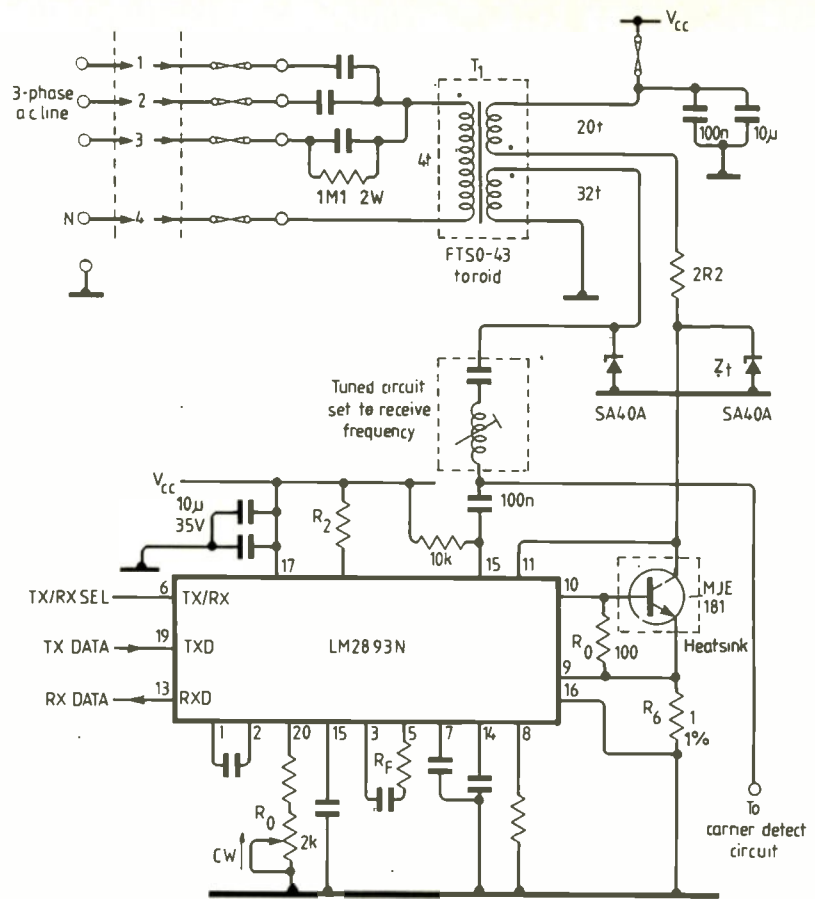 Vcc
T1
3-phase
a c line
1
2
3
N
4
1M1 2W
4t
20t
32t
100n
10µ
FTS0-43
toroid
2R2
Zt
SA40A
SA40A
Tuned circuit
set to receive
frequency
Vcc
10µ
35V
R2
100n
10k
17
15
11
10
MJE
181
Heatsink
TX/RX SEL
6
TX/RX
TX DATA
19
TXD
RX DATA
13
RXD
LM2893N
R0
100
9
16
R6
1
1%
1
2
20
15
3
5
7
14
8
RF
R0
2k
CW
To
carrier detect
circuit